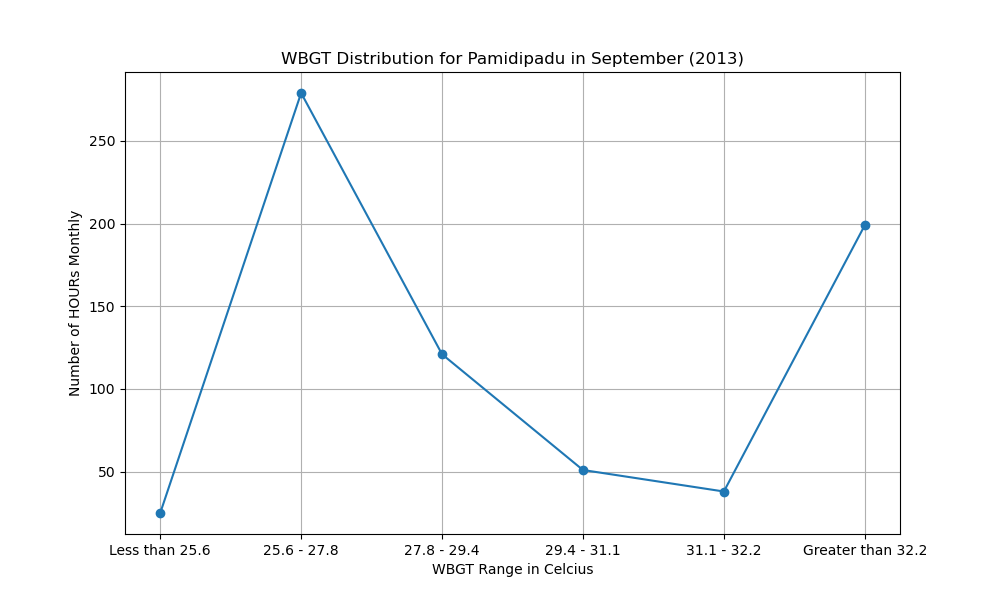 WBGT Distribution for Pamidipadu in September (2013)
Number of HOURs Monthly
250
200
150
100
50
Less than 25.6
25.6 - 27.8
27.8 - 29.4
29.4 - 31.1
31.1 - 32.2
Greater than 32.2
WBGT Range in Celcius